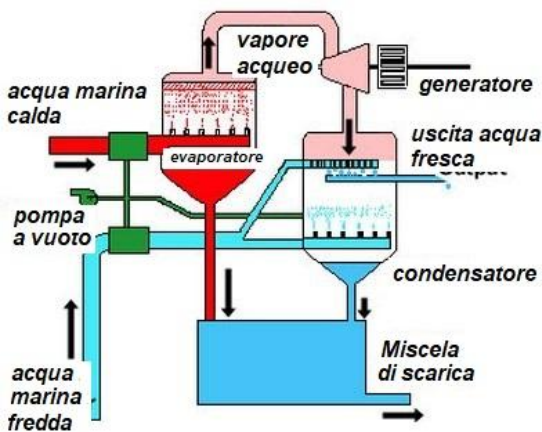 vapore
acqueo
generatore
acqua marina
calda
uscita acqua
fresca
evaporatore
pompa
a vuoto
condensatore
Miscela
di scarica
acqua
marina
fredda